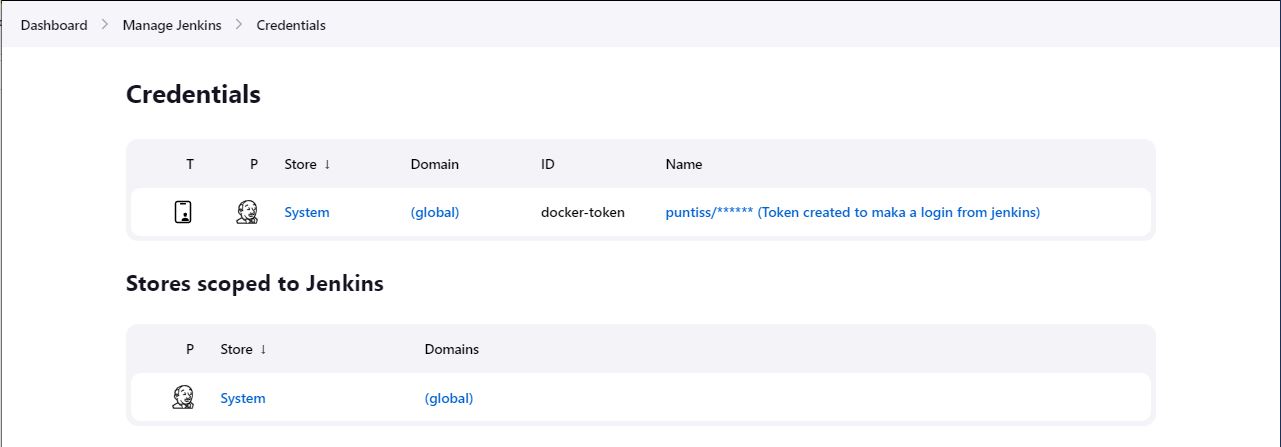 Dashboard > Manage Jenkins > Credentials
Credentials
T P Store ↓ Domain ID Name
System (global) docker-token puntiss/****** (Token created to maka a login from jenkins)
Stores scoped to Jenkins
P Store ↓ Domains
System (global)